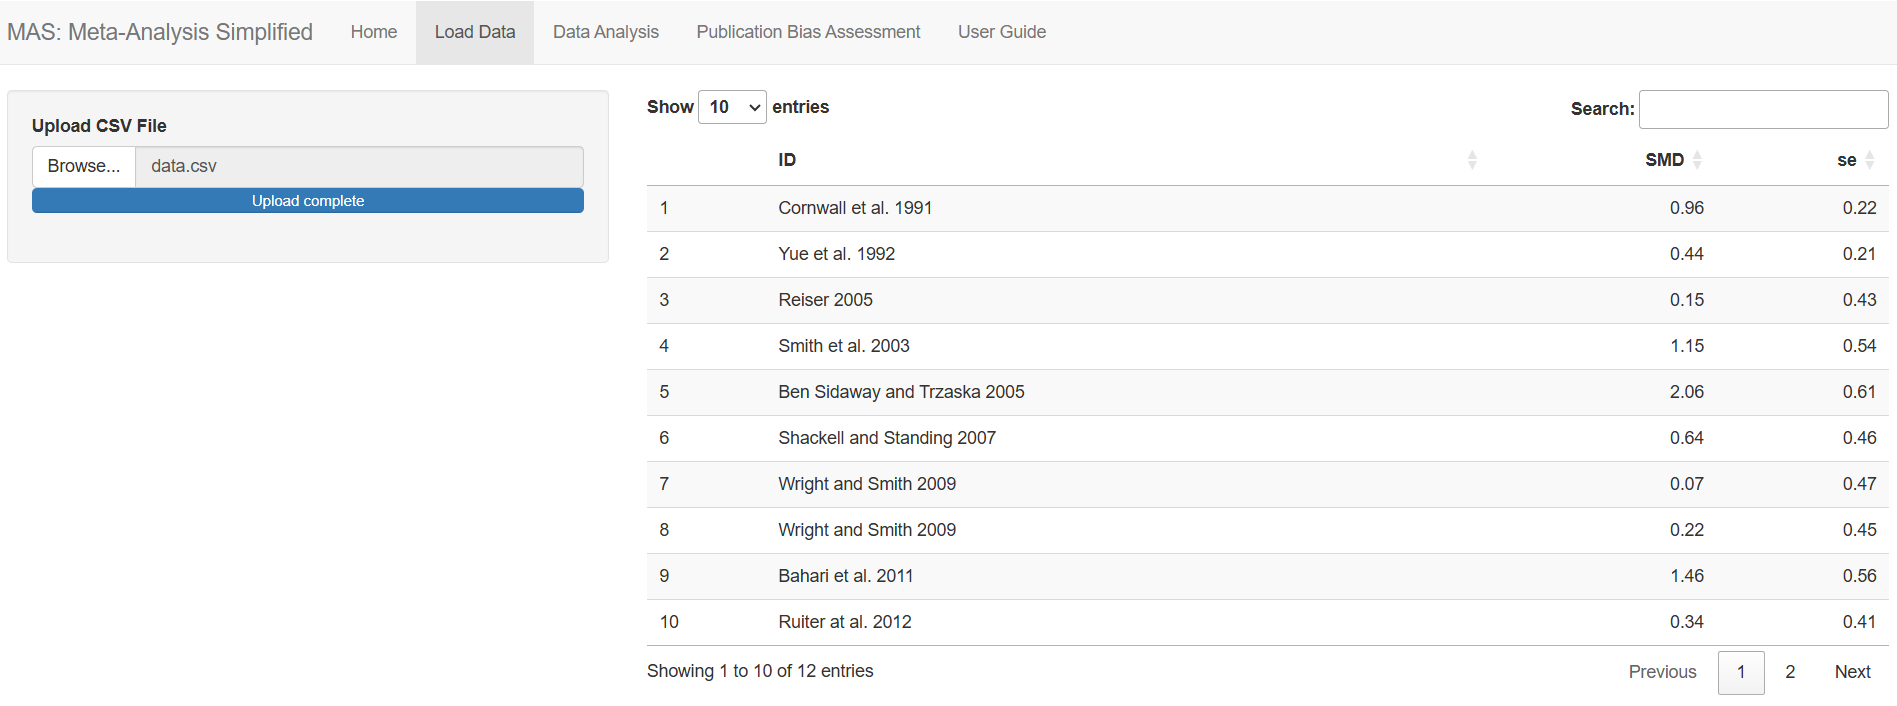 MAS: Meta-Analysis Simplified Home Load Data Data Analysis Publication Bias Assessment User Guide
Upload CSV File
Browse... data.csv
Upload complete
Show 10 entries Search:
ID SMD se
1 Cornwall et al. 1991 0.96 0.22
2 Yue et al. 1992 0.44 0.21
3 Reiser 2005 0.15 0.43
4 Smith et al. 2003 1.15 0.54
5 Ben Sidaway and Trzaska 2005 2.06 0.61
6 Shackell and Standing 2007 0.64 0.46
7 Wright and Smith 2009 0.07 0.47
8 Wright and Smith 2009 0.22 0.45
9 Bahari et al. 2011 1.46 0.56
10 Ruiter at al. 2012 0.34 0.41
Showing 1 to 10 of 12 entries Previous 1 2 Next